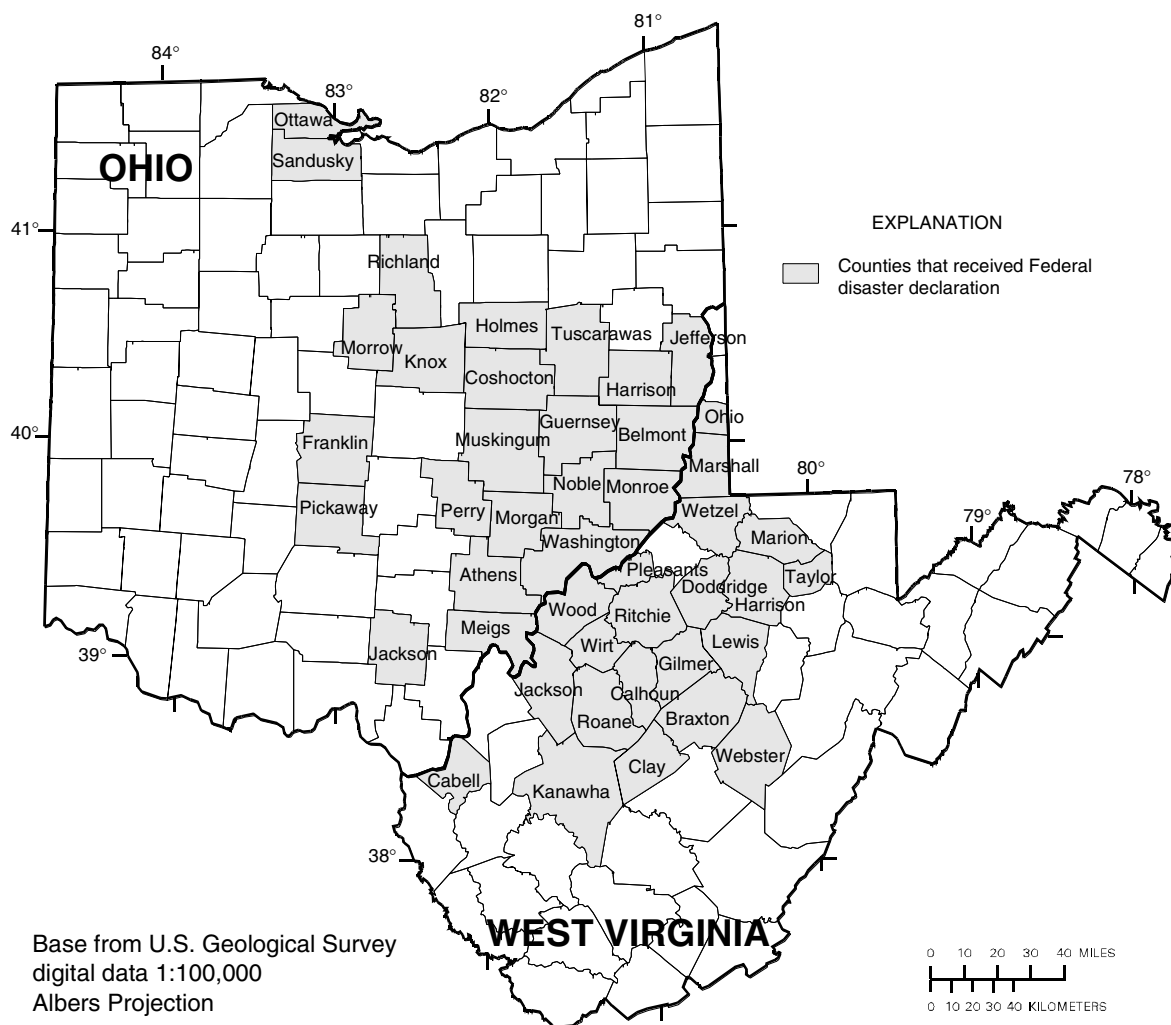 84°
83°
82°
81°
Ottawa
Sandusky
OHIO
41°
EXPLANATION
Counties that received Federal
disaster declaration
Richland
Holmes
Tuscarawas
Jefferson
Morrow
Knox
Coshocton
Harrison
40°
Franklin
Muskingum
Guernsey
Belmont
Ohio
Marshall
80°
78°
Pickaway
Perry
Morgan
Noble
Monroe
Wetzel
79°
Washington
Marion
Athens
Pleasants
Doddridge
Taylor
Wood
Ritchie
Harrison
Meigs
Wirt
Lewis
39°
Jackson
Gilmer
Jackson
Calhoun
Roane
Braxton
Webster
Cabell
Kanawha
Clay
38°
WEST VIRGINIA
Base from U.S. Geological Survey
digital data 1:100,000
Albers Projection
0 10 20 30 40 MILES
0 10 20 30 40 KILOMETERS